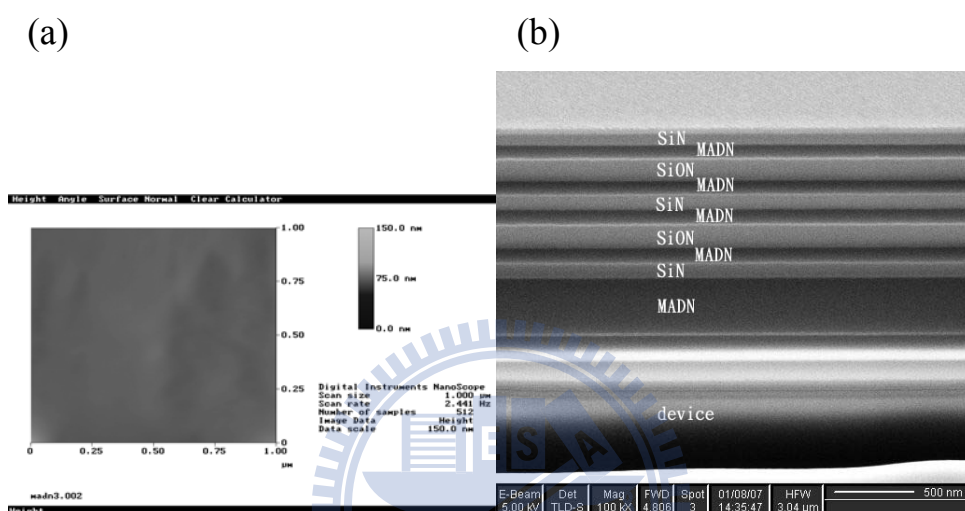 (a)
(b)
Height Angle Surface Normal Clear Calculator
1.00
0.75
0.50
0.25
0
0 0.25 0.50 0.75 1.00
μm
150.0 nm
75.0 nm
0.0 nm
Digital Instruments NanoScope
Scan size 1.000 μm
Scan rate 2.441 Hz
Number of samples 512
Image Data Height
Data scale 150.0 nm
madn3.002
Height
SiN
MADN
SiON
MADN
SiN
MADN
SiON
MADN
SiN
MADN
device
E-Beam Det Mag FWD Spot 01/08/07 HFW 500 nm
5.00 kV TLD-S 100 kX 4.806 3 14:35:47 3.04 μm
ESA